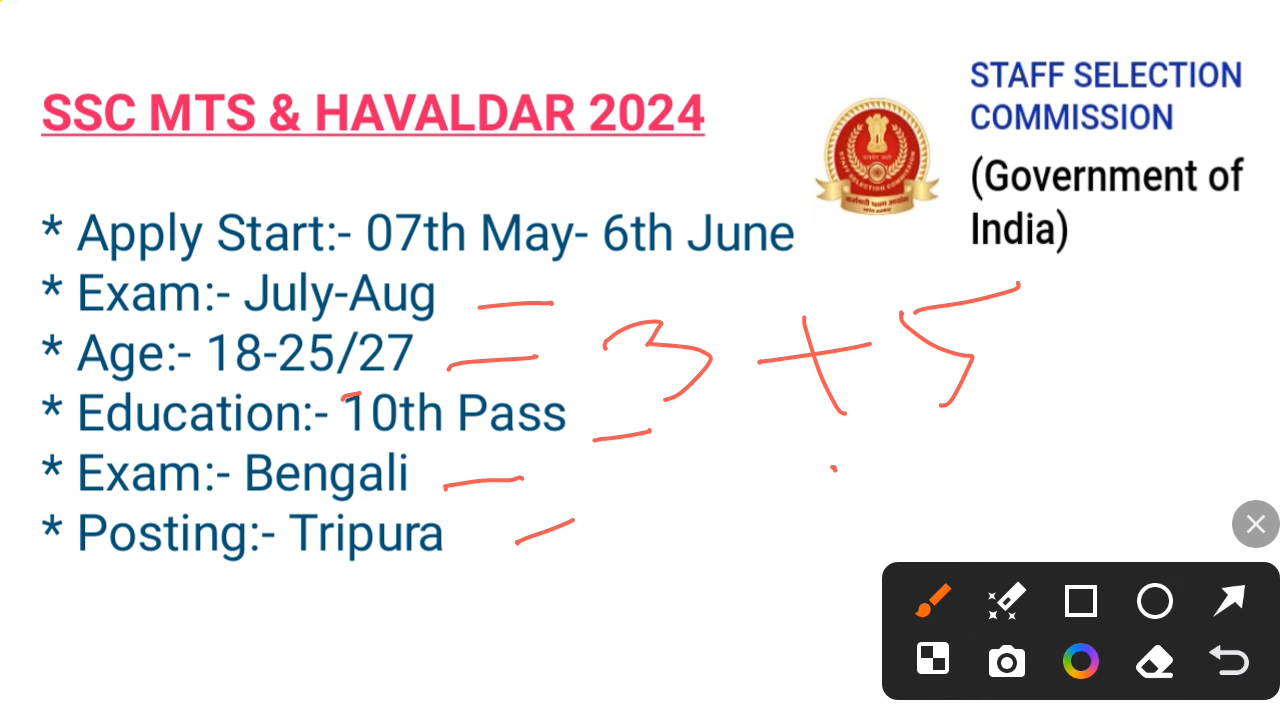 SSC MTS & HAVALDAR 2024
STAFF SELECTION
COMMISSION
(Government of
India)
* Apply Start:- 07th May- 6th June
* Exam:- July-Aug
* Age:- 18-25/27
3 + 5
* Education:- 10th Pass
* Exam:- Bengali
* Posting:- Tripura